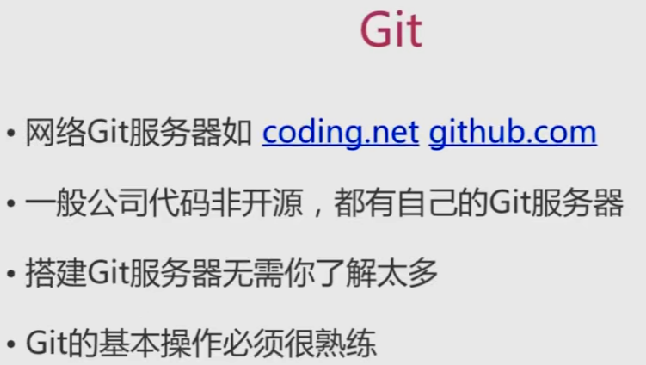 Git
• 网络Git服务器如 coding.net github.com
• 一般公司代码非开源，都有自己的Git服务器
• 搭建Git服务器无需你了解太多
• Git的基本操作必须很熟练